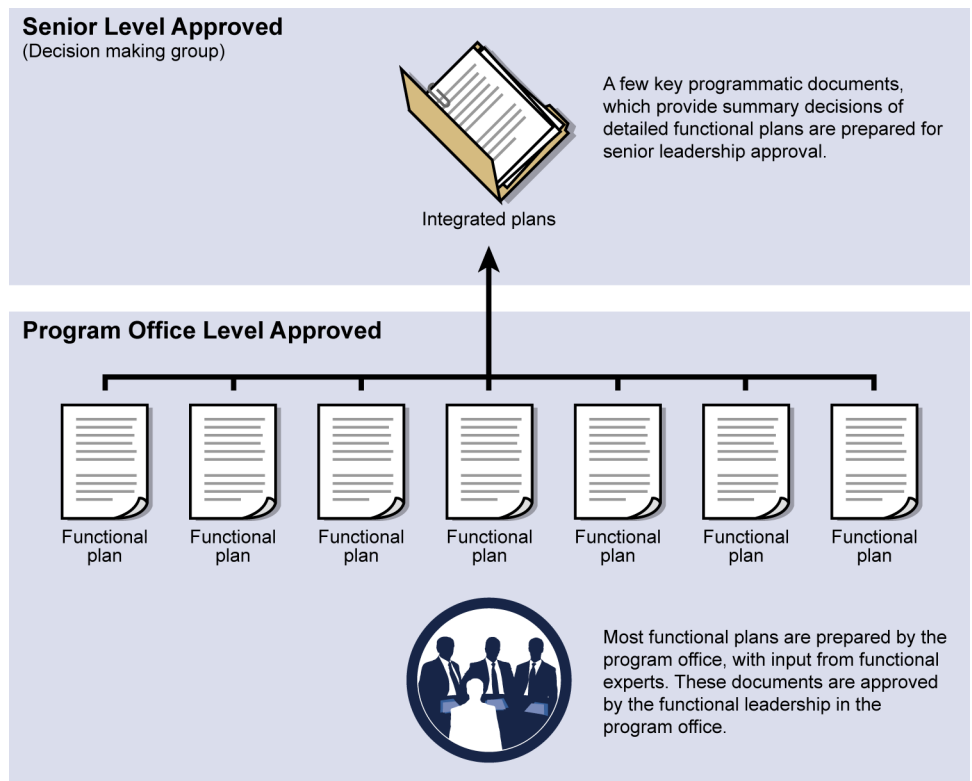 Senior Level Approved
(Decision making group)
A few key programmatic documents,
which provide summary decisions of
detailed functional plans are prepared for
senior leadership approval.
Integrated plans
Program Office Level Approved
Functional
plan
Functional
plan
Functional
plan
Functional
plan
Functional
plan
Functional
plan
Functional
plan
Most functional plans are prepared by the
program office, with input from functional
experts. These documents are approved
by the functional leadership in the
program office.